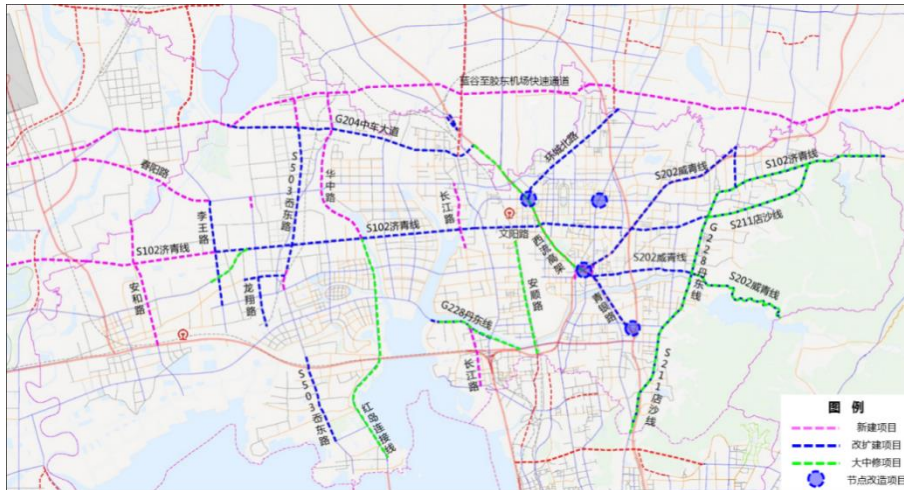 蓝谷至胶东机场快速通道
G204中车大道
环城北路
S202威青线
S102济青线
春阳路
S503岙东路
华中路
长江路
李王路
S102济青线
文阳路
S211店沙线
G228丹东线
S202威青线
安和路
龙翔路
安顺路
青威路
S202威青线
G228丹东线
长江路
S503岙东路
红岛连接线
S211店沙线
图 例
新建项目
改扩建项目
大中修项目
节点改造项目